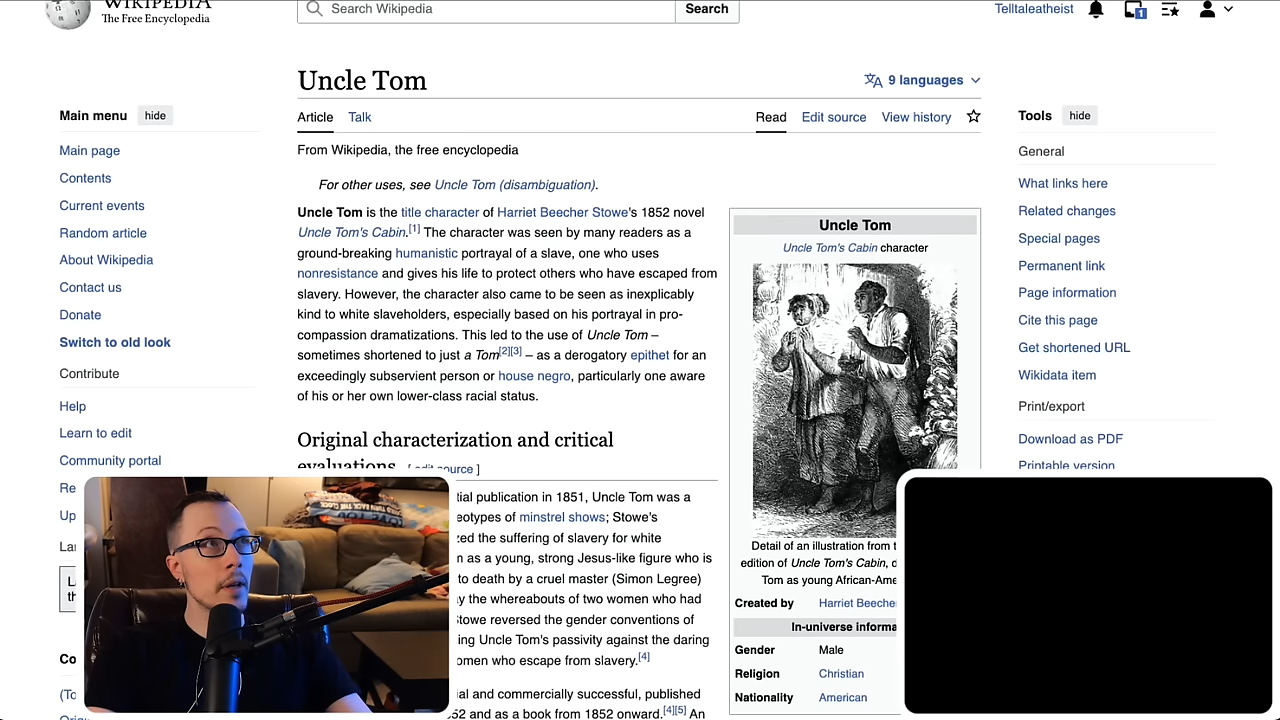 WIKIPEDIA
The Free Encyclopedia
Search Wikipedia
Search
Telltaleatheist
1
Uncle Tom
9 languages
Main menu
hide
Article
Talk
Read
Edit source
View history
Tools
hide
From Wikipedia, the free encyclopedia
Main page
Contents
Current events
Random article
About Wikipedia
Contact us
Donate
Switch to old look
Contribute
Help
Learn to edit
Community portal
Re
Up
La
Co
(To
For other uses, see Uncle Tom (disambiguation).
Uncle Tom is the title character of Harriet Beecher Stowe's 1852 novel
Uncle Tom's Cabin.[1] The character was seen by many readers as a
ground-breaking humanistic portrayal of a slave, one who uses
nonresistance and gives his life to protect others who have escaped from
slavery. However, the character also came to be seen as inexplicably
kind to white slaveholders, especially based on his portrayal in pro-
compassion dramatizations. This led to the use of Uncle Tom –
sometimes shortened to just a Tom[2][3] – as a derogatory epithet for an
exceedingly subservient person or house negro, particularly one aware
of his or her own lower-class racial status.
Original characterization and critical
evaluations [ edit source ]
tial publication in 1851, Uncle Tom was a
eotypes of minstrel shows; Stowe's
zed the suffering of slavery for white
m as a young, strong Jesus-like figure who is
to death by a cruel master (Simon Legree)
y the whereabouts of two women who had
Stowe reversed the gender conventions of
ing Uncle Tom's passivity against the daring
omen who escape from slavery.[4]
ial and commercially successful, published
52 and as a book from 1852 onward.[4][5] An
Uncle Tom
Uncle Tom's Cabin character
Detail of an illustration from t
edition of Uncle Tom's Cabin, d
Tom as young African-Ame
Created by Harriet Beeche
In-universe informa
Gender Male
Religion Christian
Nationality American
General
What links here
Related changes
Special pages
Permanent link
Page information
Cite this page
Get shortened URL
Wikidata item
Print/export
Download as PDF
Printable version